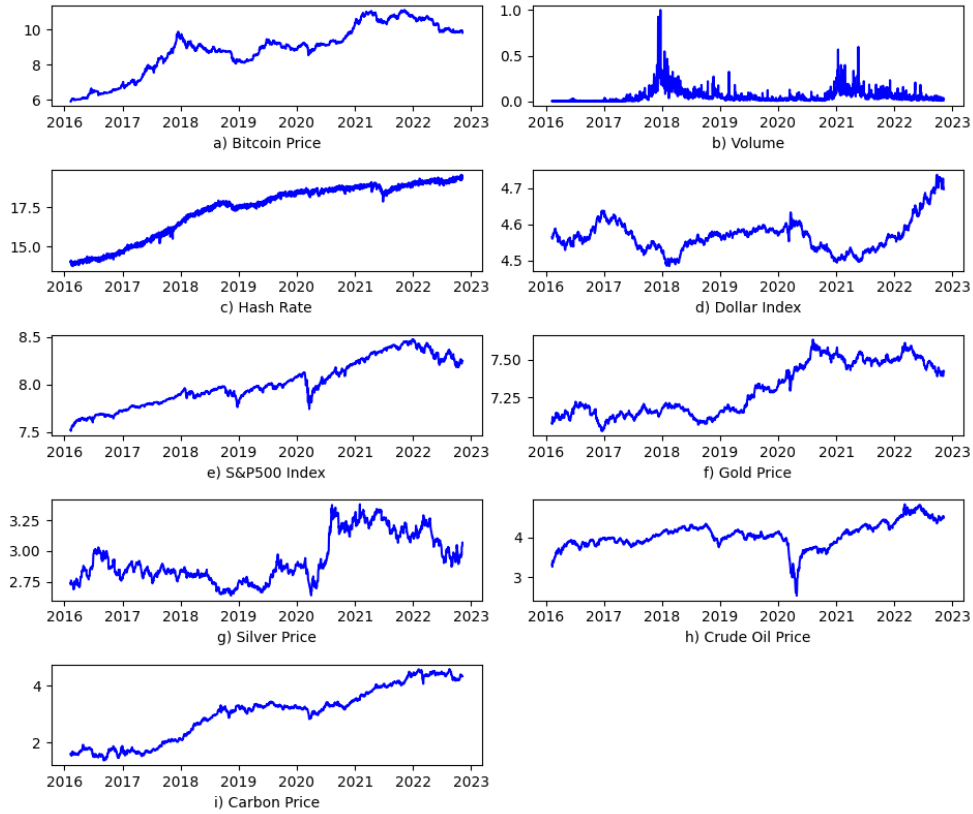 10
8
6
2016 2017 2018 2019 2020 2021 2022 2023
a) Bitcoin Price
1.0
0.5
0.0
2016 2017 2018 2019 2020 2021 2022 2023
b) Volume
17.5
15.0
2016 2017 2018 2019 2020 2021 2022 2023
c) Hash Rate
4.7
4.6
4.5
2016 2017 2018 2019 2020 2021 2022 2023
d) Dollar Index
8.5
8.0
7.5
2016 2017 2018 2019 2020 2021 2022 2023
e) S&P500 Index
7.50
7.25
2016 2017 2018 2019 2020 2021 2022 2023
f) Gold Price
3.25
3.00
2.75
2016 2017 2018 2019 2020 2021 2022 2023
g) Silver Price
4
3
2016 2017 2018 2019 2020 2021 2022 2023
h) Crude Oil Price
4
2
2016 2017 2018 2019 2020 2021 2022 2023
i) Carbon Price